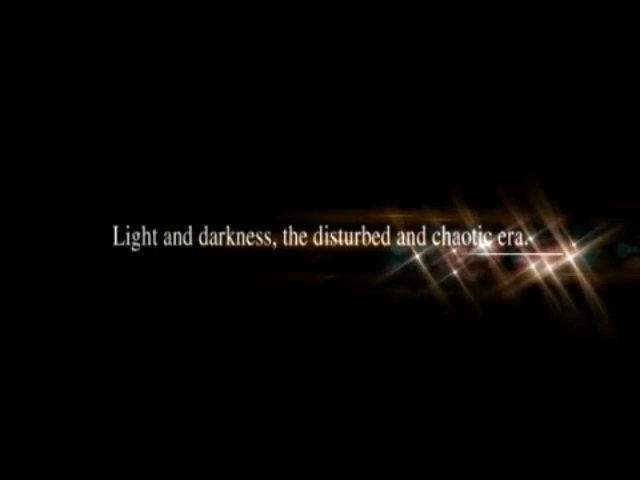 Light and darkness, the disturbed and chaotic era.